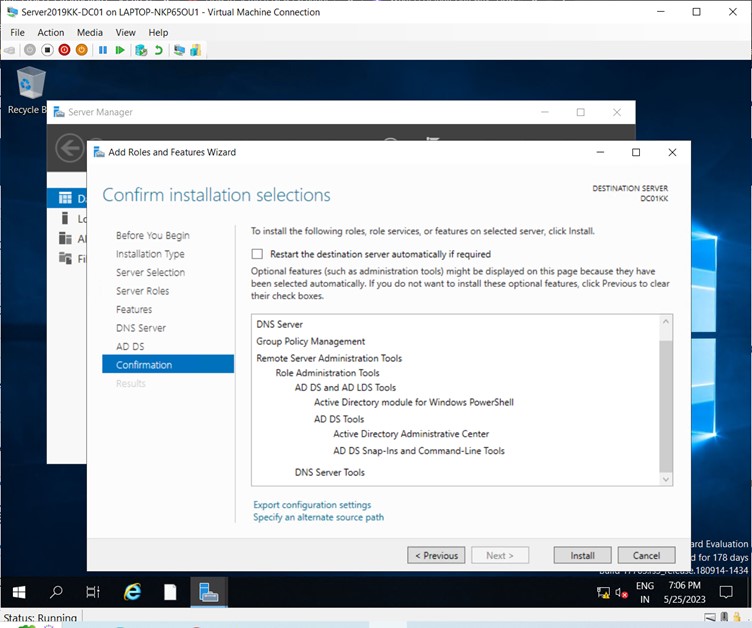 Server2019KK-DC01 on LAPTOP-NKP65OU1 - Virtual Machine Connection
File Action Media View Help
Recycle B
Server Manager
Add Roles and Features Wizard
Confirm installation selections
DESTINATION SERVER
DC01KK
Before You Begin
Installation Type
Server Selection
Server Roles
Features
DNS Server
AD DS
Confirmation
Results
To install the following roles, role services, or features on selected server, click Install.
Restart the destination server automatically if required
Optional features (such as administration tools) might be displayed on this page because they have
been selected automatically. If you do not want to install these optional features, click Previous to clear
their check boxes.
DNS Server
Group Policy Management
Remote Server Administration Tools
Role Administration Tools
AD DS and AD LDS Tools
Active Directory module for Windows PowerShell
AD DS Tools
Active Directory Administrative Center
AD DS Snap-Ins and Command-Line Tools
DNS Server Tools
Export configuration settings
Specify an alternate source path
< Previous Next > Install Cancel
ard Evaluation
d for 178 days
ENG 7:06 PM
IN 5/25/2023
Status: Running